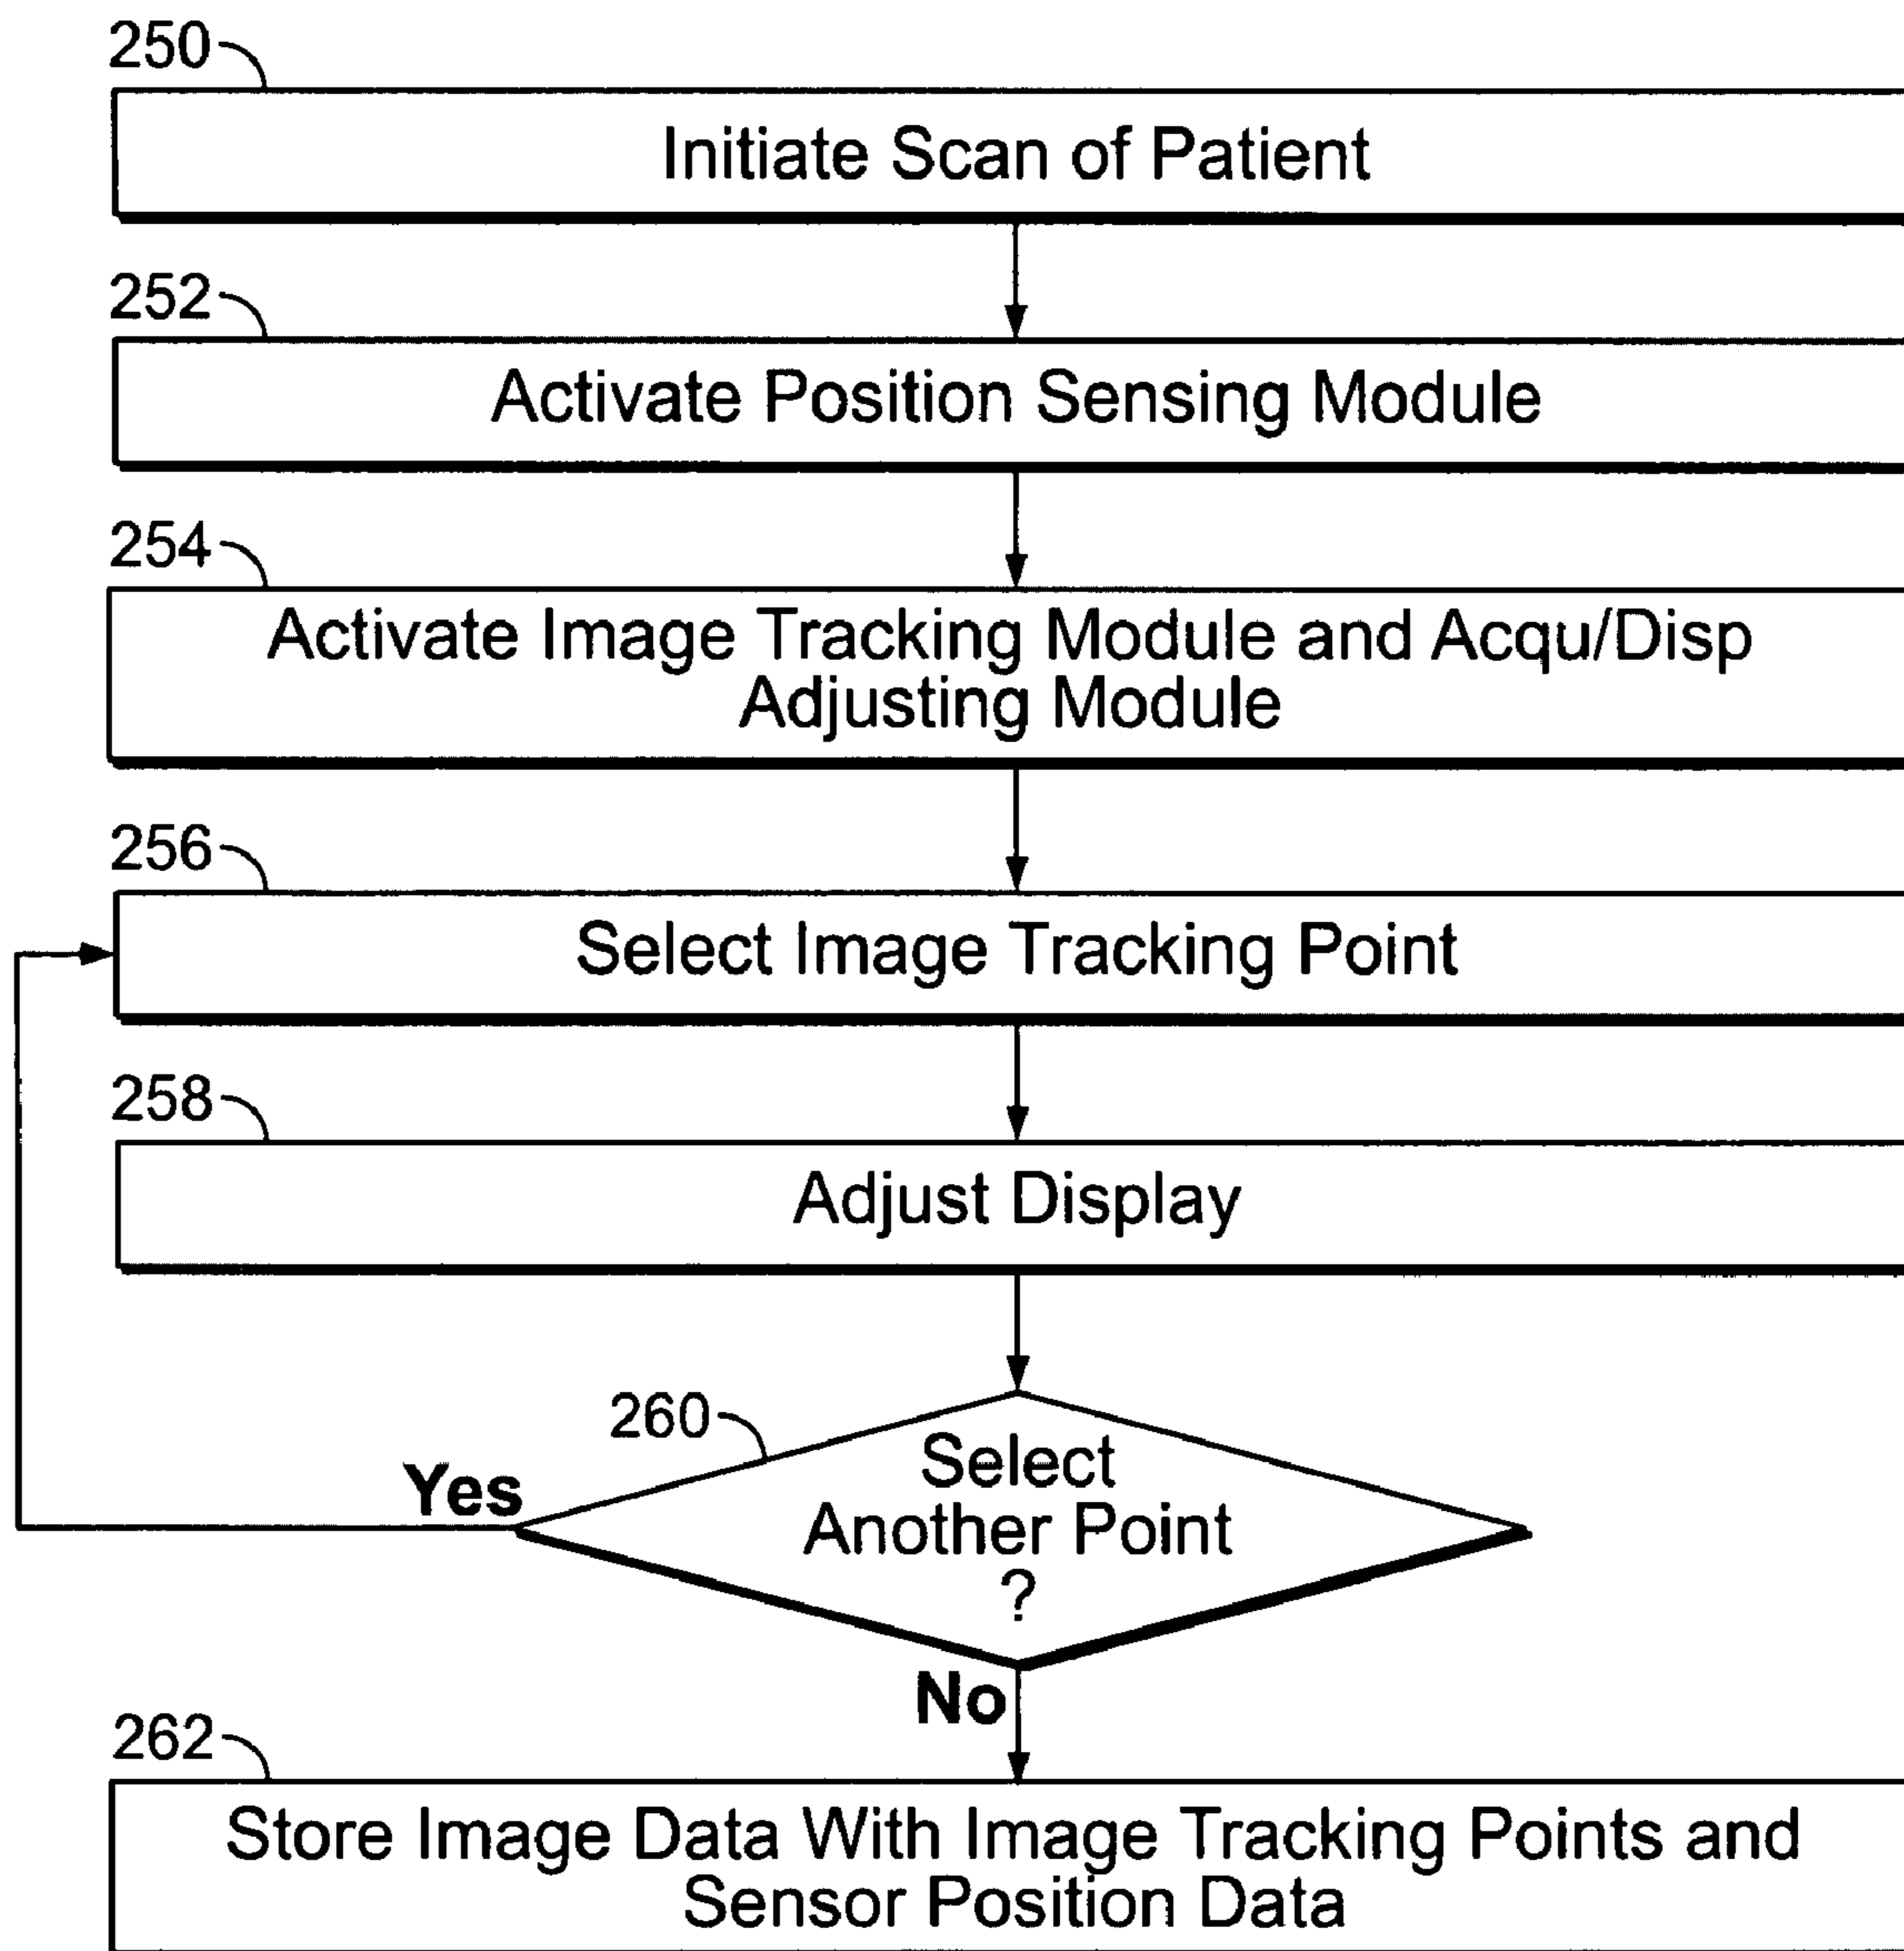 250
Initiate Scan of Patient
252
Activate Position Sensing Module
254
Activate Image Tracking Module and Acqu/Disp
Adjusting Module
256
Select Image Tracking Point
258
Adjust Display
260
Select
Another Point
?
Yes
No
262
Store Image Data With Image Tracking Points and
Sensor Position Data